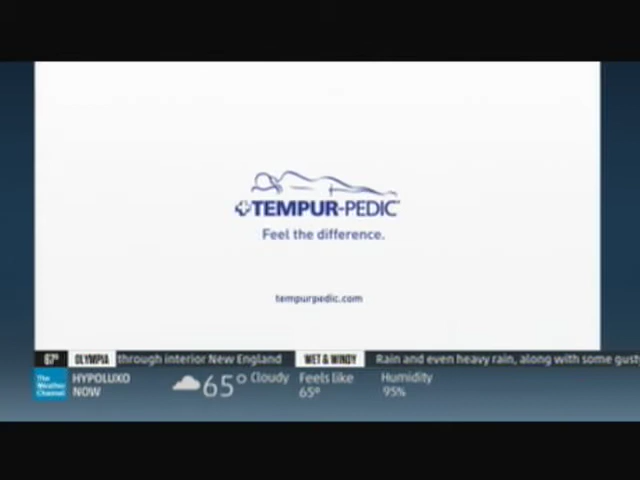 TEMPUR-PEDIC
Feel the difference.
tempurpedic.com
67° OLYMPIA through interior New England WET & WINDY Rain and even heavy rain, along with some gusty
The Weather Channel
HYPOLUXO NOW
65° Cloudy
Feels like 65°
Humidity 95%